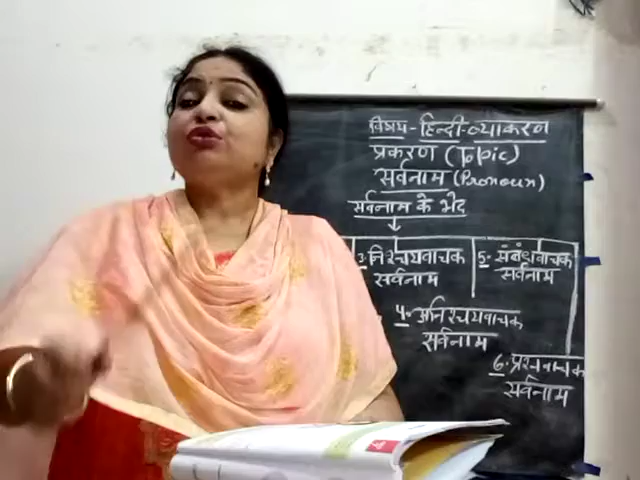 विषय - हिन्दी-व्याकरण
प्रकरण (Topic)
सर्वनाम (Pronoun)
सर्वनाम के भेद
3. निश्चयवाचक
सर्वनाम
5. संबंधवाचक
सर्वनाम
4. अनिश्चयवाचक
सर्वनाम
6. प्रश्नवाचक
सर्वनाम